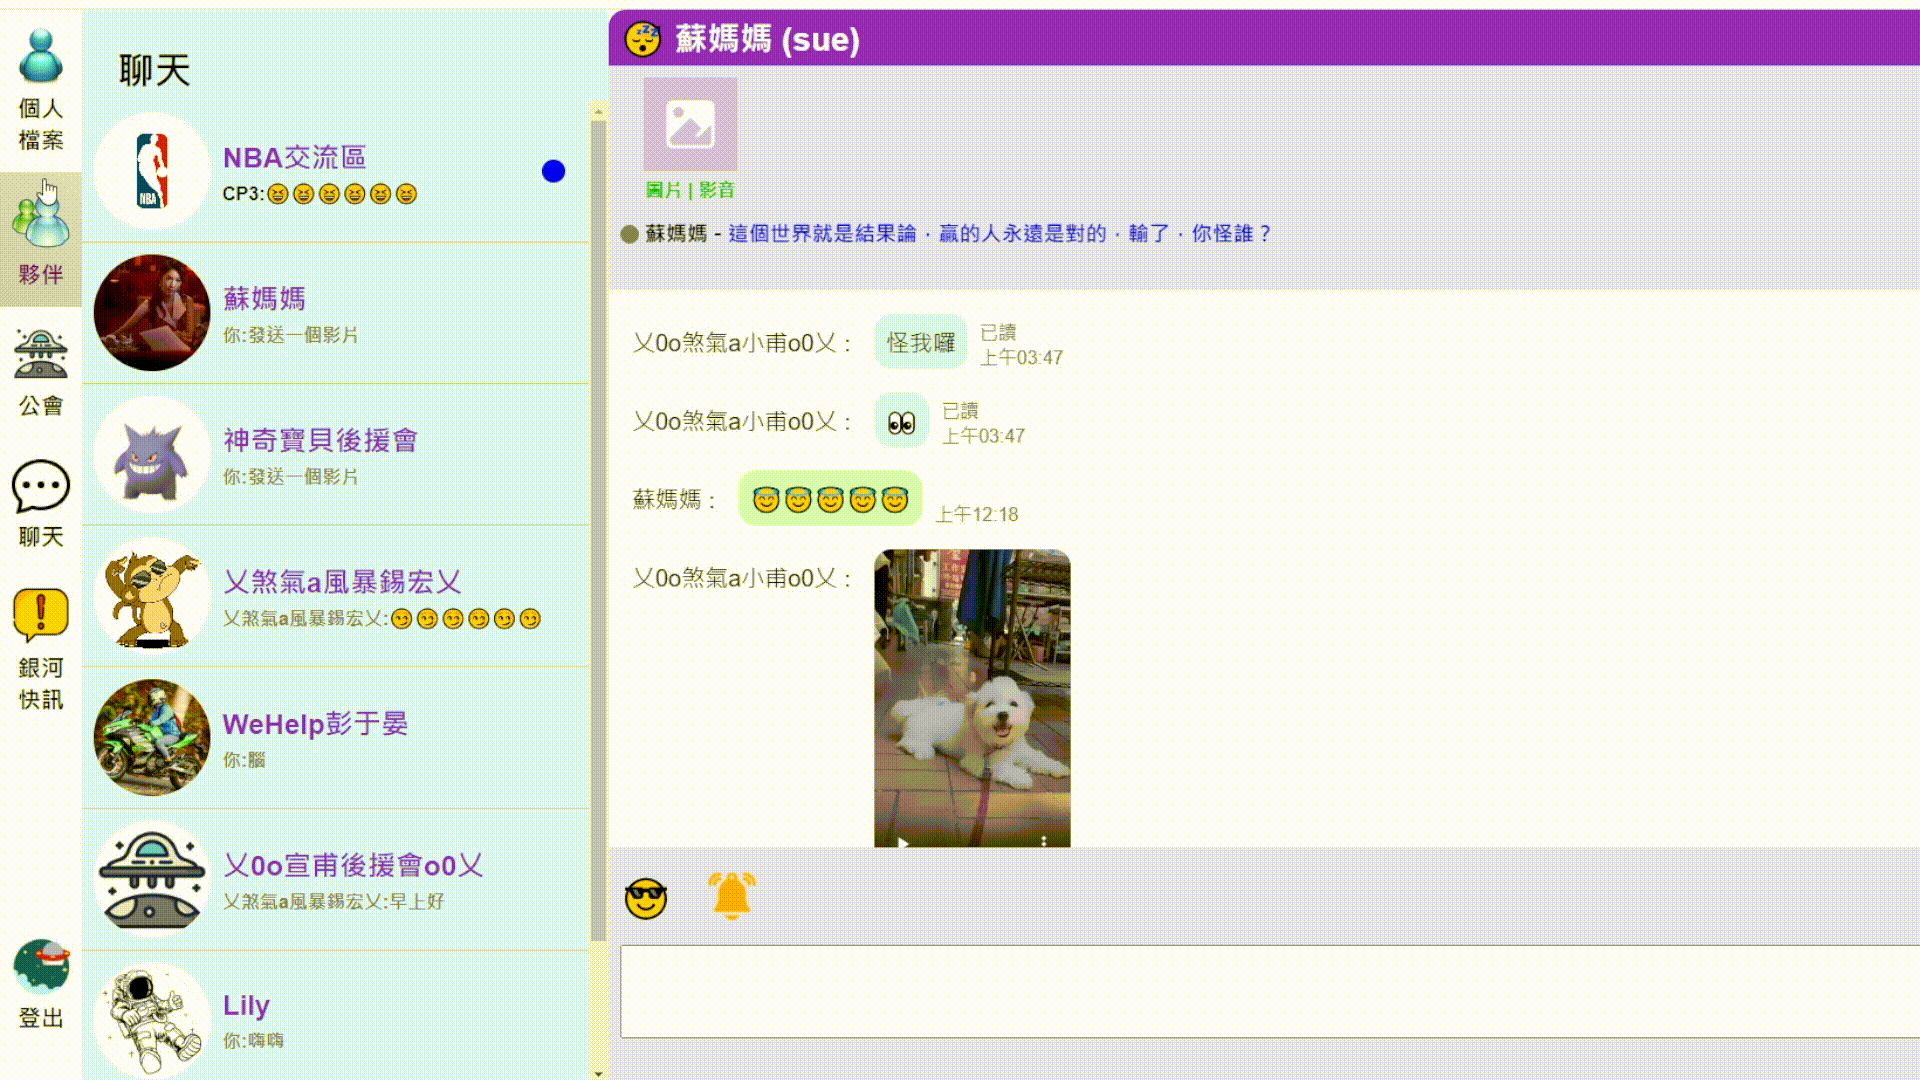 個人
檔案
夥伴
公會
聊天
銀河
快訊
登出
聊天
NBA交流區
CP3:😆😆😆😆😆😆
蘇媽媽
你:發送一個影片
神奇寶貝後援會
你:發送一個影片
乂煞氣a風暴錫宏乂
乂煞氣a風暴錫宏乂:😏😏😏😏😏😏
WeHelp彭于晏
你:腦
乂0o宣甫後援會o0乂
乂煞氣a風暴錫宏乂:早上好
Lily
你:嗨嗨
蘇媽媽 (sue)
圖片 | 影音
蘇媽媽 - 這個世界就是結果論，贏的人永遠是對的，輸了，你怪誰？
乂0o煞氣a小甫o0乂： 怪我囉 已讀
上午03:47
乂0o煞氣a小甫o0乂： 👀 已讀
上午03:47
蘇媽媽： 😇😇😇😇😇 上午12:18
乂0o煞氣a小甫o0乂：